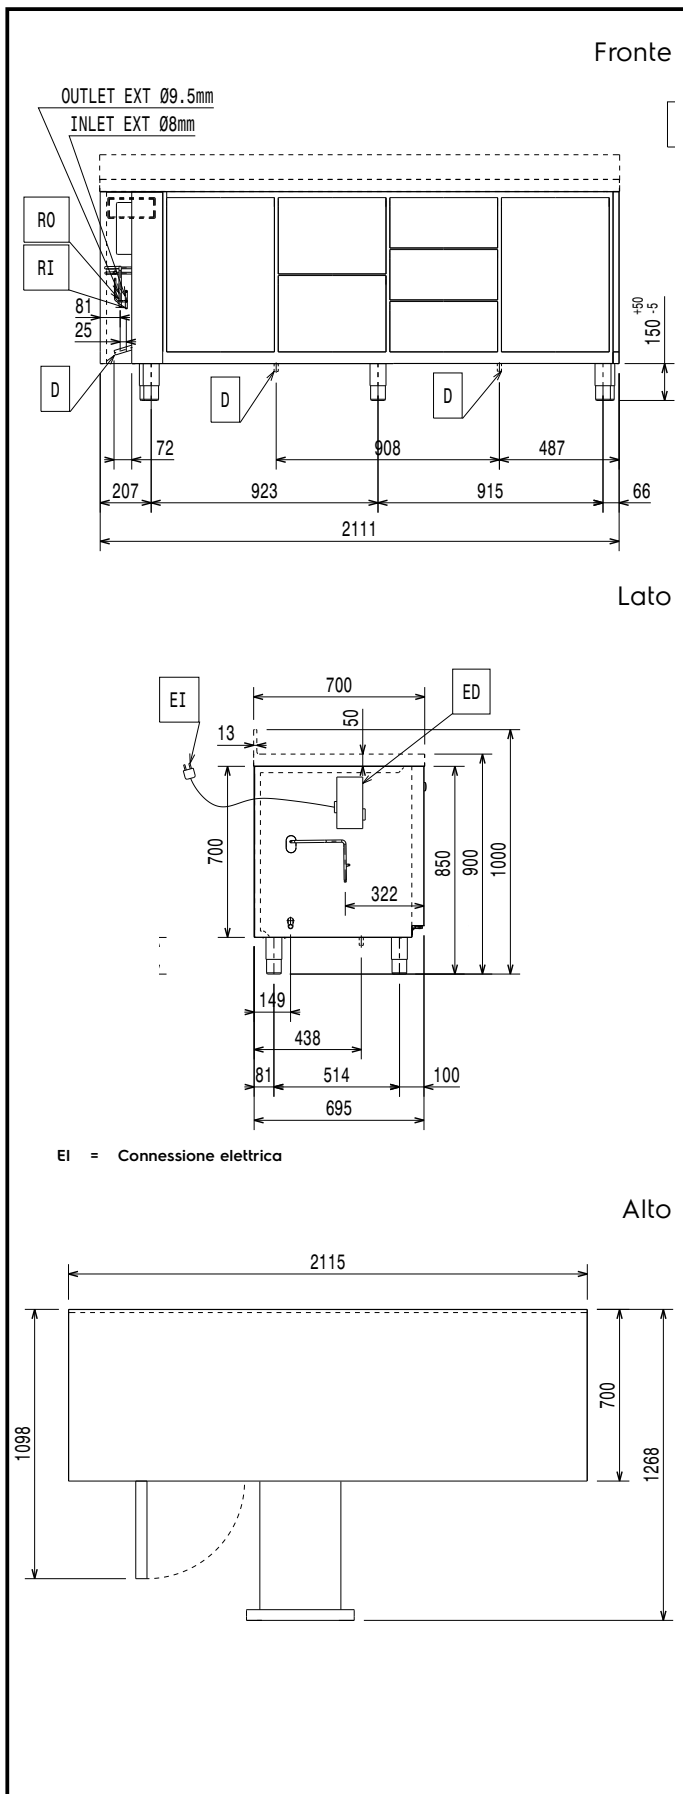 Fronte
OUTLET EXT Ø9.5mm
INLET EXT Ø8mm
RO
RI
81
25
+50
150 -5
D
D
D
72
908
487
207
923
915
66
2111
Lato
EI
700
50
ED
13
700
322
850
900
1000
149
438
81
514
100
695
EI = Connessione elettrica
Alto
2115
1098
700
1268